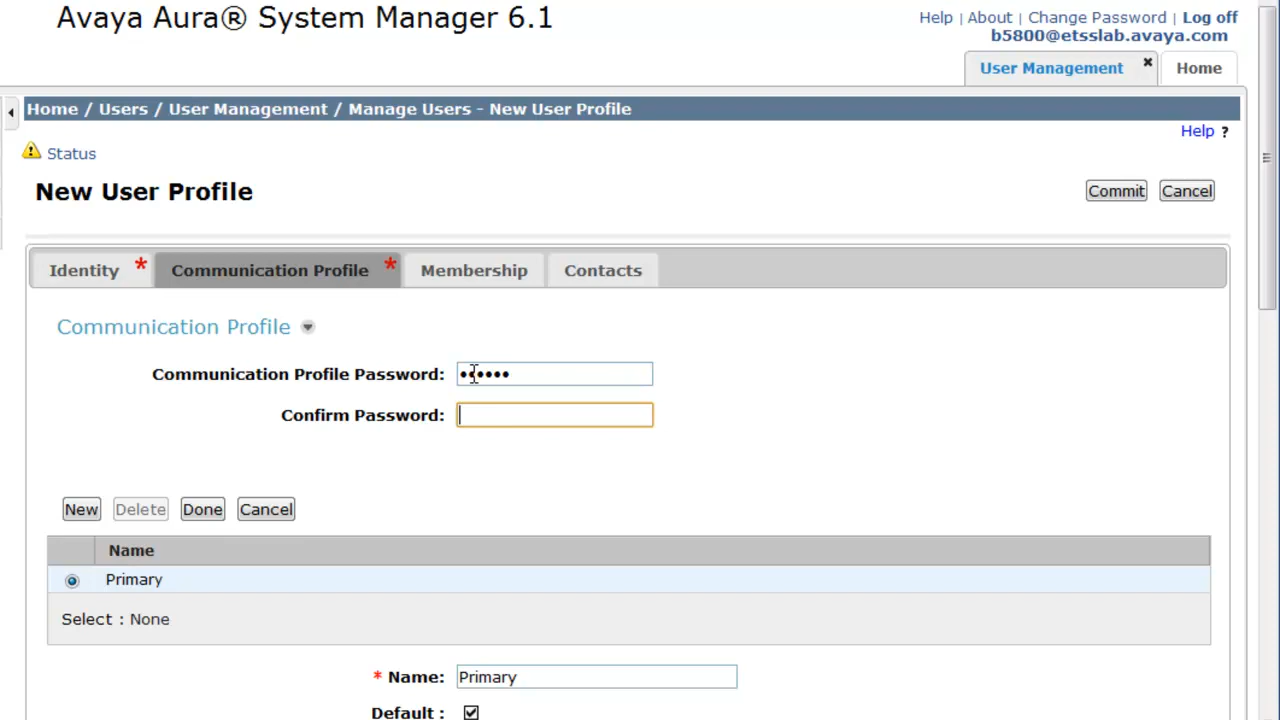 Avaya Aura® System Manager 6.1
Help | About | Change Password | Log off
b5800@etsslab.avaya.com
User Management × Home
Home / Users / User Management / Manage Users - New User Profile
Help ?
Status
New User Profile
Commit Cancel
Identity * Communication Profile * Membership Contacts
Communication Profile
Communication Profile Password: ••••••
Confirm Password:
New Delete Done Cancel
Name
Primary
Select : None
* Name: Primary
Default :